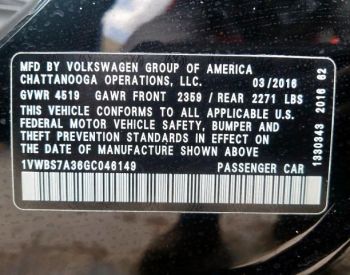 MFD BY VOLKSWAGEN GROUP OF AMERICA
CHATTANOOGA OPERATIONS, LLC. 03/2016
GVWR 4519 GAWR FRONT 2359 / REAR 2271 LBS
THIS VEHICLE CONFORMS TO ALL APPLICABLE U.S.
FEDERAL MOTOR VEHICLE SAFETY, BUMPER AND
THEFT PREVENTION STANDARDS IN EFFECT ON
THE DATE OF MANUFACTURE SHOWN ABOVE
1VWBS7A36GC046149 PASSENGER CAR
1330343 2016 62